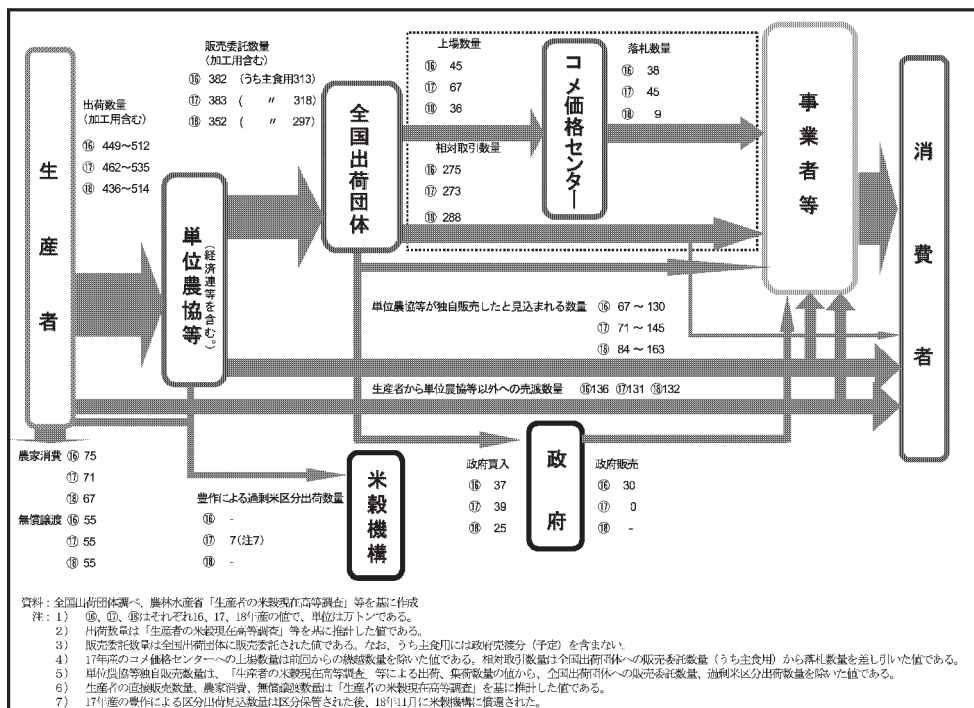 生産者
出荷数量
(加工用含む)
⑯ 449～512
⑰ 462～535
⑱ 436～514
単位農協等
(経済連等を含む)。
販売委託数量
(加工用含む)
⑯ 382 (うち主食用313)
⑰ 383 ( 〃 318)
⑱ 352 ( 〃 297)
全国出荷団体
上場数量
⑯ 45
⑰ 67
⑱ 36
相対取引数量
⑯ 275
⑰ 273
⑱ 288
コメ価格センター
落札数量
⑯ 38
⑰ 45
⑱ 9
事業者等
消費者
単位農協等が独自販売したと見込まれる数量 ⑯ 67～130
⑰ 71～145
⑱ 84～163
生産者から単位農協等以外への売渡数量 ⑯136 ⑰131 ⑱132
農家消費 ⑯ 75
⑰ 71
⑱ 67
無償譲渡 ⑯ 55
⑰ 55
⑱ 55
豊作による過剰米区分出荷数量
⑯ -
⑰ 7(注7)
⑱ -
米穀機構
政府買入
⑯ 37
⑰ 39
⑱ 25
政府
政府販売
⑯ 30
⑰ 0
⑱ -
資料：全国出荷団体調べ、農林水産省「生産者の米穀現在高等調査」等を基に作成
注：1) ⑯、⑰、⑱はそれぞれ16、17、18年産の値で、単位は万トンである。
2) 出荷数量は「生産者の米穀現在高等調査」等を基に推計した値である。
3) 販売委託数量は全国出荷団体に販売委託された値である。なお、うち主食用には政府売渡分（予定）を含まない。
4) 17年産のコメ価格センターへの上場数量は前回からの繰越数量を除いた値である。相対取引数量は全国出荷団体への販売委託数量（うち主食用）から落札数量を差し引いた値である。
5) 単位農協等独自販売数量は、「生産者の米穀現在高等調査」等による出荷、集荷数量の値から、全国出荷団体への販売委託数量、過剰米区分出荷数量を除いた値である。
6) 生産者の直接販売数量、農家消費、無償譲渡数量は「生産者の米穀現在高等調査」を基に推計した値である。
7) 17年産の豊作による区分出荷見込数量は区分保管された後、18年11月に米穀機構に償還された。